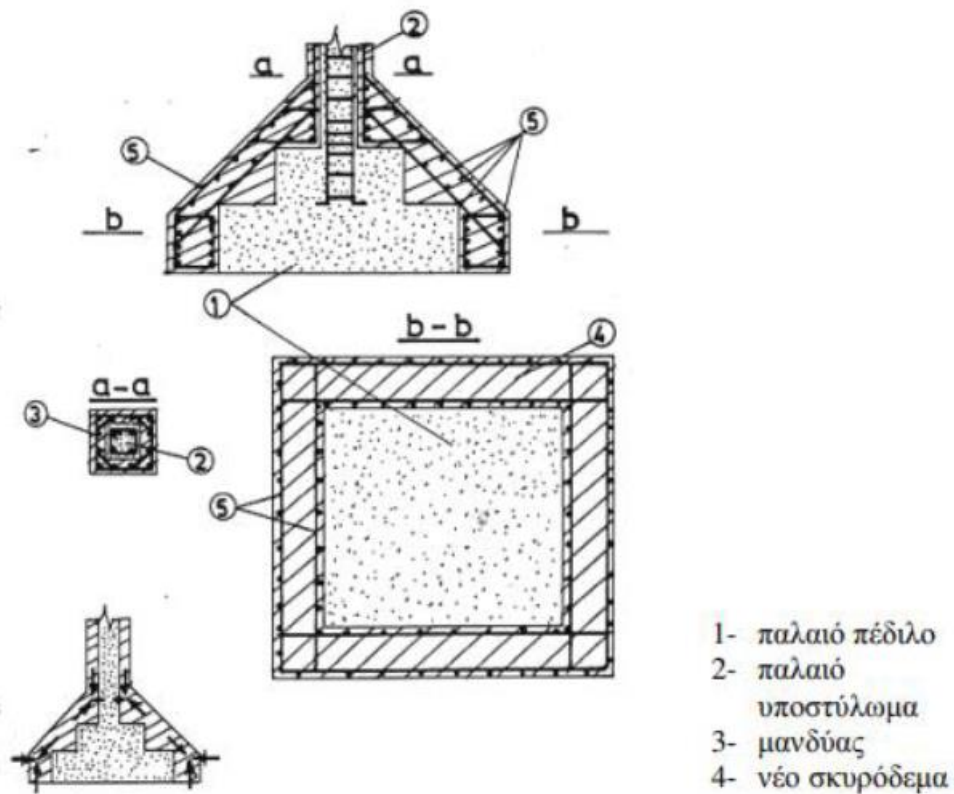 ②
a a
⑤ ⑤
b b
①
b-b
④
a-a
③
②
⑤
1- παλαιό πέδιλο
2- παλαιό
υποστύλωμα
3- μανδύας
4- νέο σκυρόδεμα